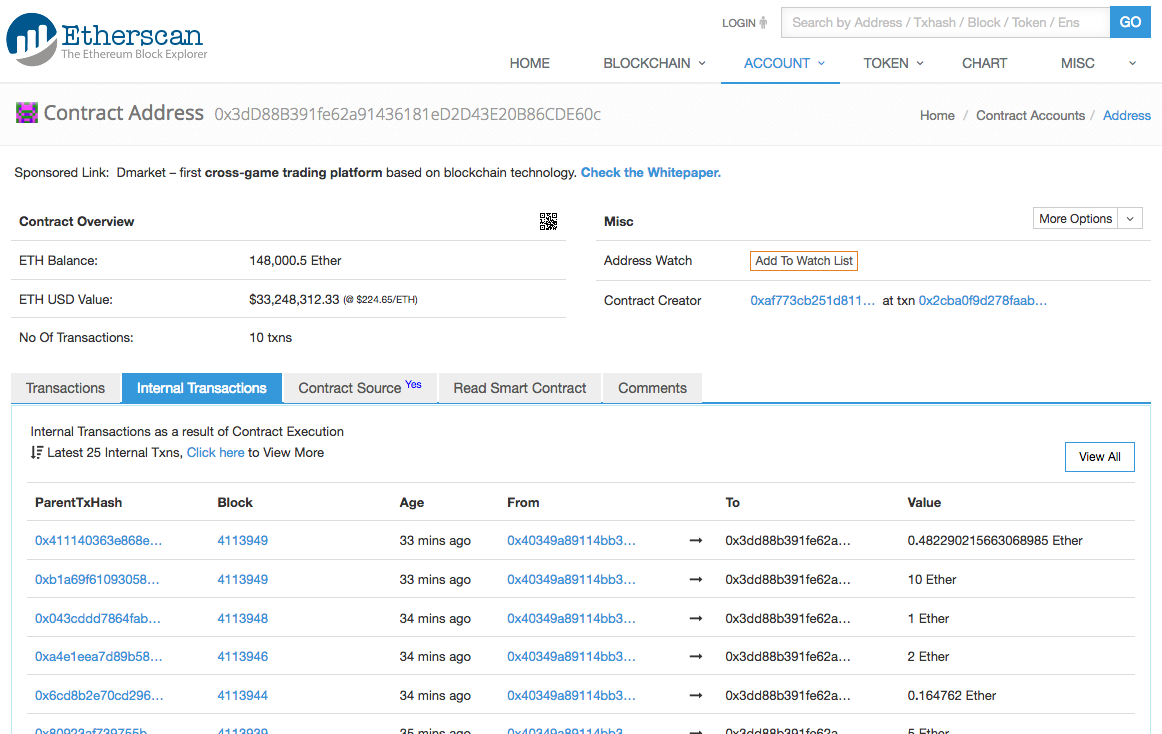 Etherscan
The Ethereum Block Explorer
LOGIN
Search by Address / Txhash / Block / Token / Ens
GO
HOME BLOCKCHAIN ACCOUNT TOKEN CHART MISC
Contract Address 0x3dD88B391fe62a91436181eD2D43E20B86CDE60c
Home / Contract Accounts / Address
Sponsored Link: Dmarket – first cross-game trading platform based on blockchain technology. Check the Whitepaper.
Contract Overview
ETH Balance: 148,000.5 Ether
ETH USD Value: $33,248,312.33 (@ $224.65/ETH)
No Of Transactions: 10 txns
Misc
More Options
Address Watch Add To Watch List
Contract Creator 0xaf773cb251d811... at txn 0x2cba0f9d278faab...
Transactions Internal Transactions Contract Source Yes Read Smart Contract Comments
Internal Transactions as a result of Contract Execution
Latest 25 Internal Txns, Click here to View More
View All
ParentTxHash Block Age From To Value
0x411140363e868e... 4113949 33 mins ago 0x40349a89114bb3... → 0x3dd88b391fe62a... 0.482290215663068985 Ether
0xb1a69f61093058... 4113949 33 mins ago 0x40349a89114bb3... → 0x3dd88b391fe62a... 10 Ether
0x043cddd7864fab... 4113948 34 mins ago 0x40349a89114bb3... → 0x3dd88b391fe62a... 1 Ether
0xa4e1eea7d89b58... 4113946 34 mins ago 0x40349a89114bb3... → 0x3dd88b391fe62a... 2 Ether
0x6cd8b2e70cd296... 4113944 34 mins ago 0x40349a89114bb3... → 0x3dd88b391fe62a... 0.164762 Ether
0x80923af739755b... 4113939 35 mins ago 0x40349a89114bb3... → 0x3dd88b391fe62a... 5 Ether